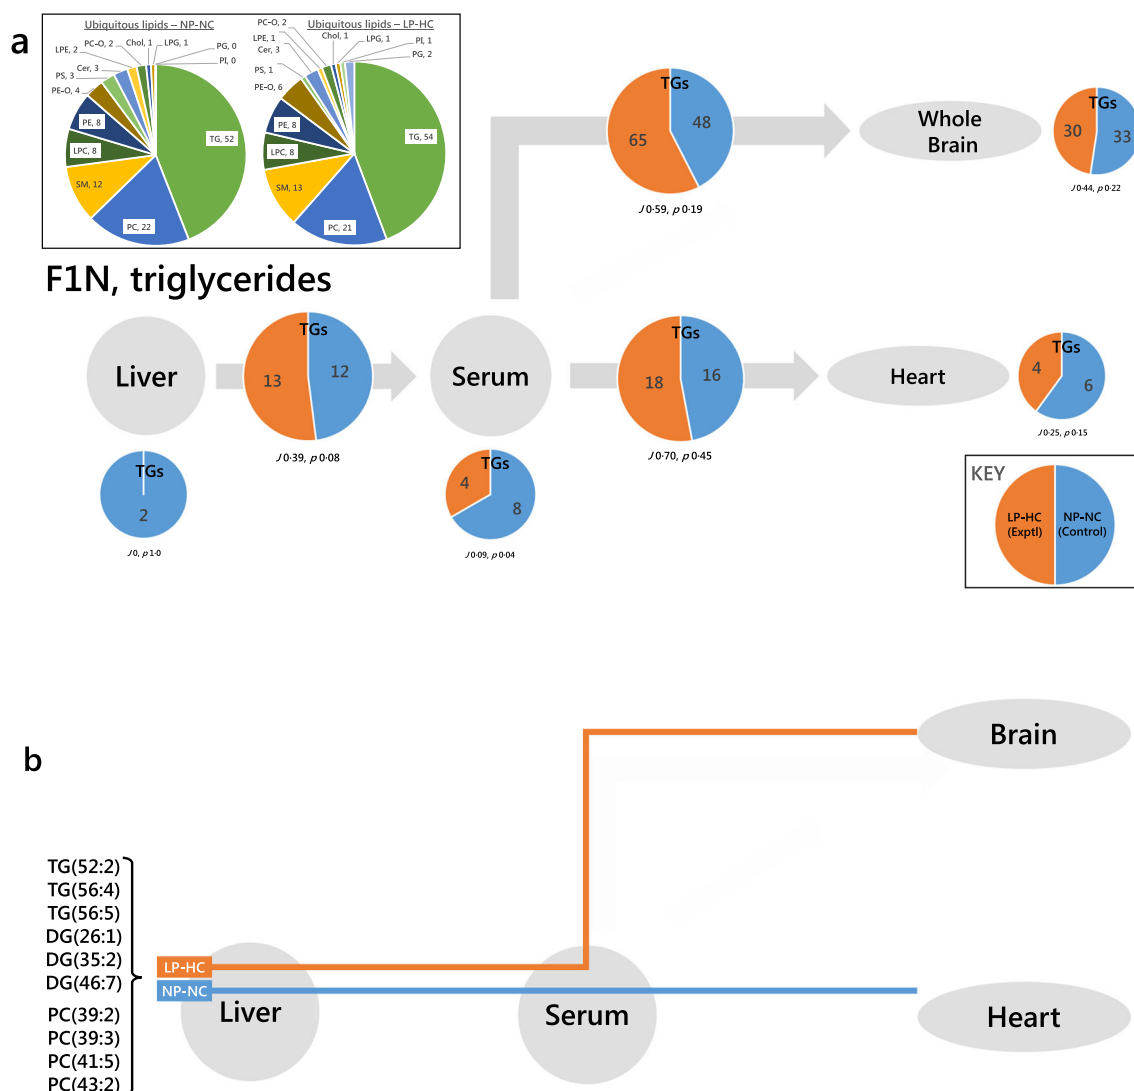 a
Ubiquitous lipids – NP-NC
LPE, 2
PC-O, 2
Chol, 1
LPG, 1
PG, 0
PI, 0
Cer, 3
PS, 3
PE-O, 4
PE, 8
LPC, 8
SM, 12
PC, 22
TG, 52
Ubiquitous lipids – LP-HC
PC-O, 2
LPE, 1
Cer, 3
Chol, 1
LPG, 1
PI, 1
PG, 2
PS, 1
PE-O, 6
PE, 8
LPC, 8
SM, 13
PC, 21
TG, 54
TGs
65
48
J 0·59, p 0·19
Whole
Brain
TGs
30
33
J 0·44, p 0·22
F1N, triglycerides
Liver
TGs
13
12
J 0·39, p 0·08
Serum
TGs
18
16
J 0·70, p 0·45
Heart
TGs
4
6
J 0·25, p 0·15
TGs
2
J 0, p 1·0
TGs
4
8
J 0·09, p 0·04
KEY
LP-HC
(Exptl)
NP-NC
(Control)
b
Brain
TG(52:2)
TG(56:4)
TG(56:5)
DG(26:1)
DG(35:2)
DG(46:7)
PC(39:2)
PC(39:3)
PC(41:5)
PC(43:2)
LP-HC
NP-NC
Liver
Serum
Heart